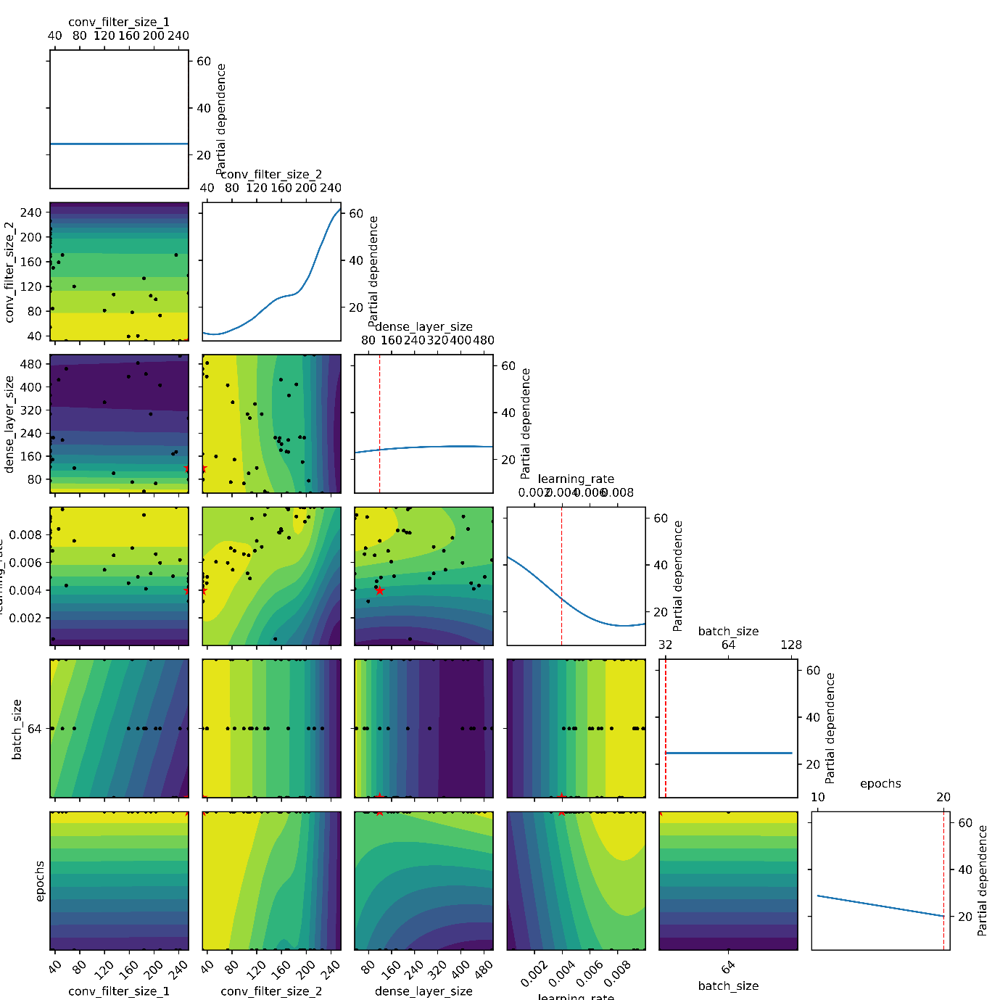 conv_filter_size_1
40 80 120 160 200 240
60
40
20
Partial dependence
conv_filter_size_2
40 80 120 160 200 240
240
200
160
120
80
40
conv_filter_size_2
60
40
20
Partial dependence
dense_layer_size
80 160 240 320 400 480
480
400
320
240
160
80
dense_layer_size
60
40
20
Partial dependence
learning_rate
0.002 0.004 0.006 0.008
0.008
0.006
0.004
0.002
60
40
20
Partial dependence
batch_size
32 64 128
batch_size
64
60
40
20
Partial dependence
epochs
10 20
epochs
60
40
20
Partial dependence
40 80 120 160 200 240
conv_filter_size_1
40 80 120 160 200 240
conv_filter_size_2
80 160 240 320 400 480
dense_layer_size
0.002 0.004 0.006 0.008
learning_rate
64
batch_size